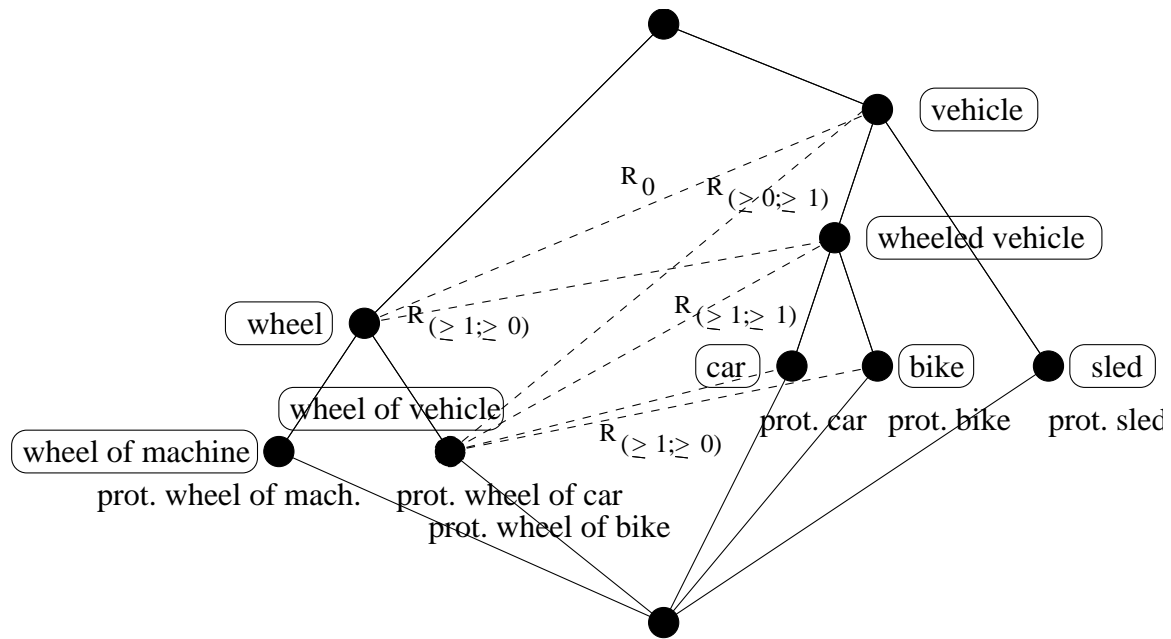 vehicle
R0
R(≥ 0;≥ 1)
wheeled vehicle
R(≥ 1;≥ 1)
wheel
R(≥ 1;≥ 0)
car
bike
sled
wheel of vehicle
prot. car
prot. bike
prot. sled
R(≥ 1;≥ 0)
wheel of machine
prot. wheel of mach.
prot. wheel of car
prot. wheel of bike